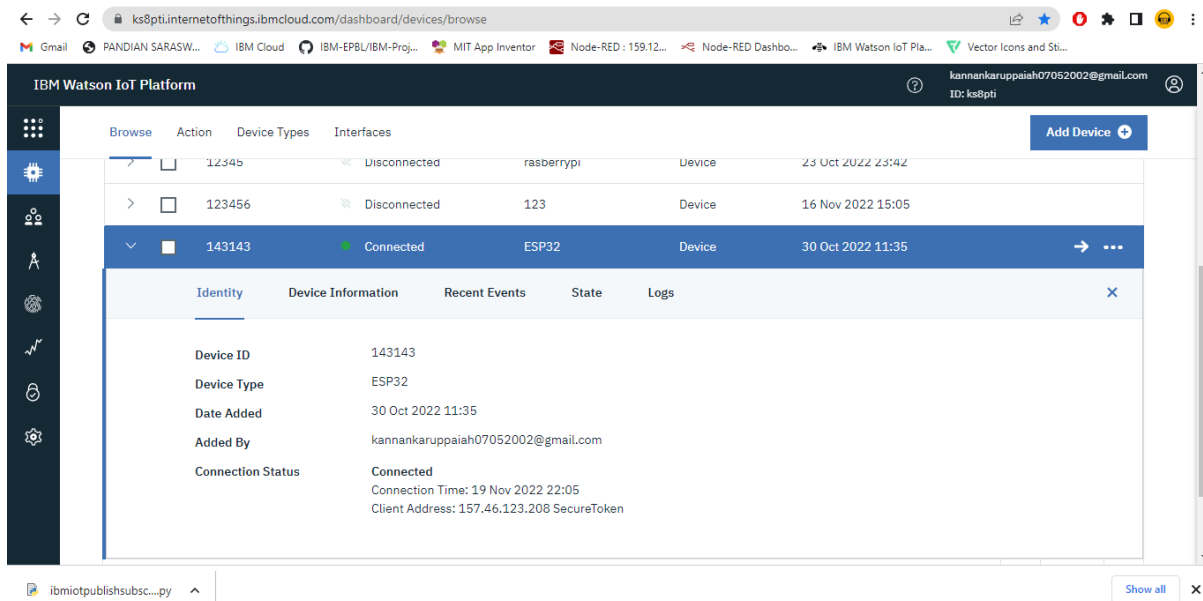 ks8pti.internetofthings.ibmcloud.com/dashboard/devices/browse
Gmail PANDIAN SARASW... IBM Cloud IBM-EPBL/IBM-Proj... MIT App Inventor Node-RED : 159.12... Node-RED Dashbo... IBM Watson IoT Pla... Vector Icons and Sti...
IBM Watson IoT Platform
kannankaruppaiah07052002@gmail.com
ID: ks8pti
Browse Action Device Types Interfaces Add Device
12345 Disconnected rasberrypi Device 23 Oct 2022 23:42
123456 Disconnected 123 Device 16 Nov 2022 15:05
143143 Connected ESP32 Device 30 Oct 2022 11:35
Identity Device Information Recent Events State Logs
Device ID 143143
Device Type ESP32
Date Added 30 Oct 2022 11:35
Added By kannankaruppaiah07052002@gmail.com
Connection Status Connected
Connection Time: 19 Nov 2022 22:05
Client Address: 157.46.123.208 SecureToken
ibmiotpublishsubsc....py Show all